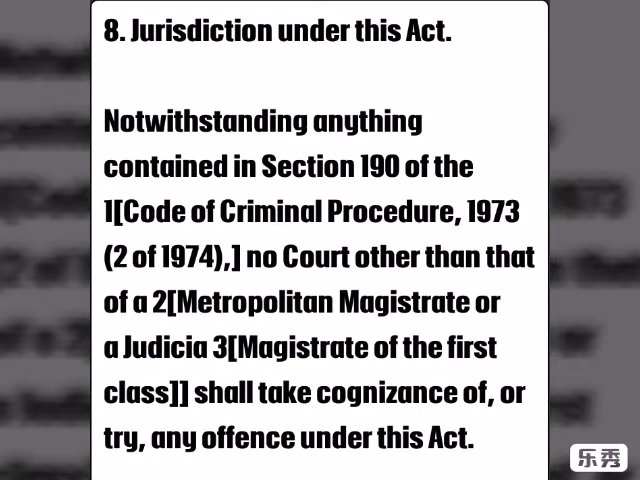 8. Jurisdiction under this Act.
Notwithstanding anything
contained in Section 190 of the
1[Code of Criminal Procedure, 1973
(2 of 1974),] no Court other than that
of a 2[Metropolitan Magistrate or
a Judicia 3[Magistrate of the first
class]] shall take cognizance of, or
try, any offence under this Act.
乐秀